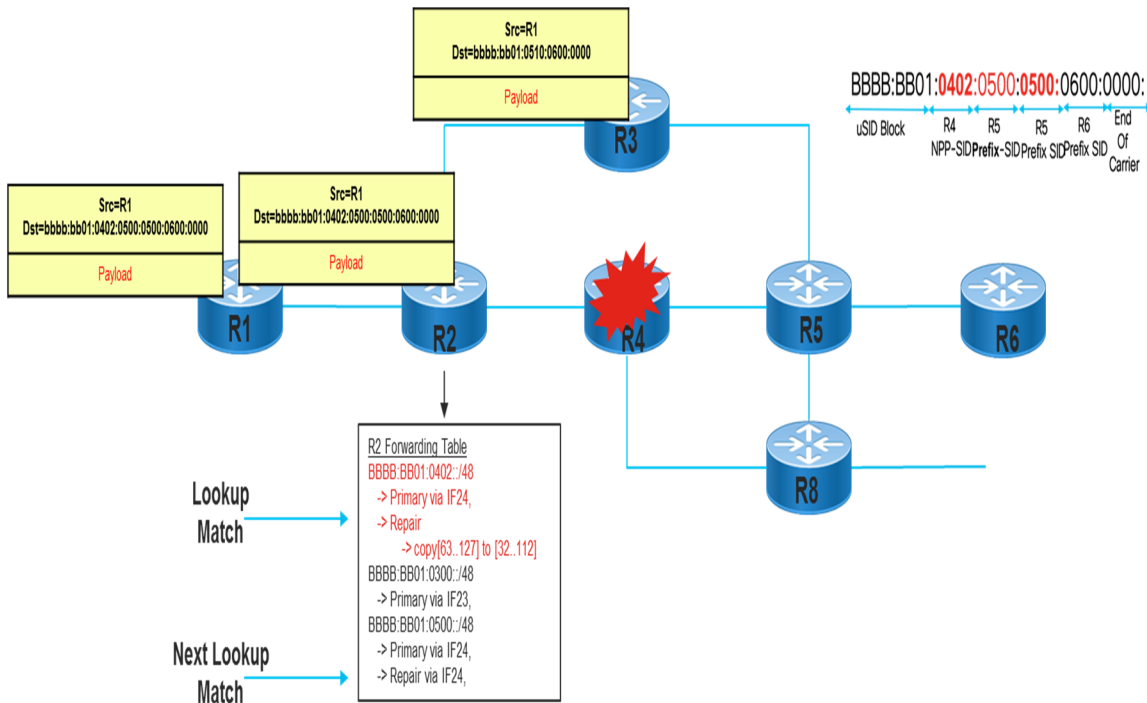 Src=R1
Dst=bbbb:bb01:0510:0600:0000
Payload
R3
BBBB:BB01:0402:0500:0500:0600:0000:
uSID Block
R4
NPP-SID
R5
Prefix-SID
R5
Prefix SID
R6
Prefix SID
End
Of
Carrier
Src=R1
Dst=bbbb:bb01:0402:0500:0500:0600:0000
Payload
Src=R1
Dst=bbbb:bb01:0402:0500:0500:0600:0000
Payload
R1
R2
R4
R5
R6
R8
Lookup
Match
Next Lookup
Match
R2 Forwarding Table
BBBB:BB01:0402::/48
-> Primary via IF24,
-> Repair
-> copy[63..127] to [32..112]
BBBB:BB01:0300::/48
-> Primary via IF23,
BBBB:BB01:0500::/48
-> Primary via IF24,
-> Repair via IF24,